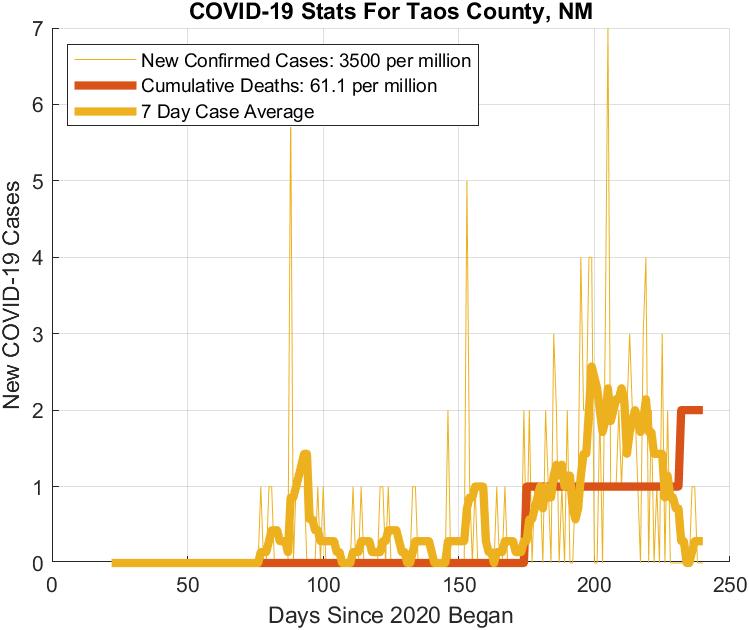 COVID-19 Stats For Taos County, NM
New Confirmed Cases: 3500 per million
Cumulative Deaths: 61.1 per million
7 Day Case Average
New COVID-19 Cases
7
6
5
4
3
2
1
0
0 50 100 150 200 250
Days Since 2020 Began